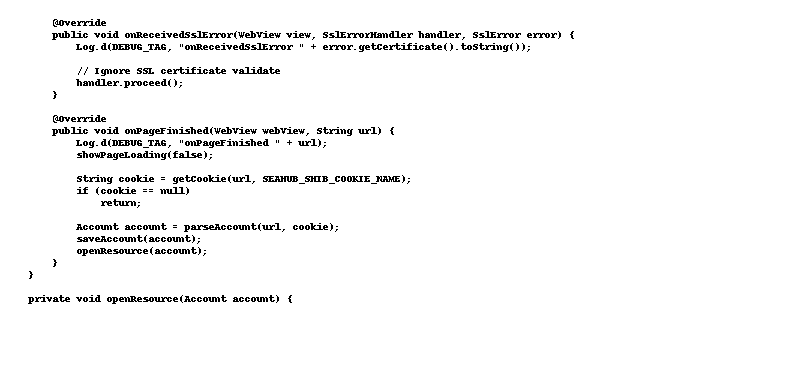 @Override
public void onReceivedSslError(WebView view, SslErrorHandler handler, SslError error) {
Log.d(DEBUG_TAG, "onReceivedSslError " + error.getCertificate().toString());
// Ignore SSL certificate validate
handler.proceed();
}
@Override
public void onPageFinished(WebView webView, String url) {
Log.d(DEBUG_TAG, "onPageFinished " + url);
showPageLoading(false);
String cookie = getCookie(url, SEAHUB_SHIB_COOKIE_NAME);
if (cookie == null)
return;
Account account = parseAccount(url, cookie);
saveAccount(account);
openResource(account);
}
}
private void openResource(Account account) {